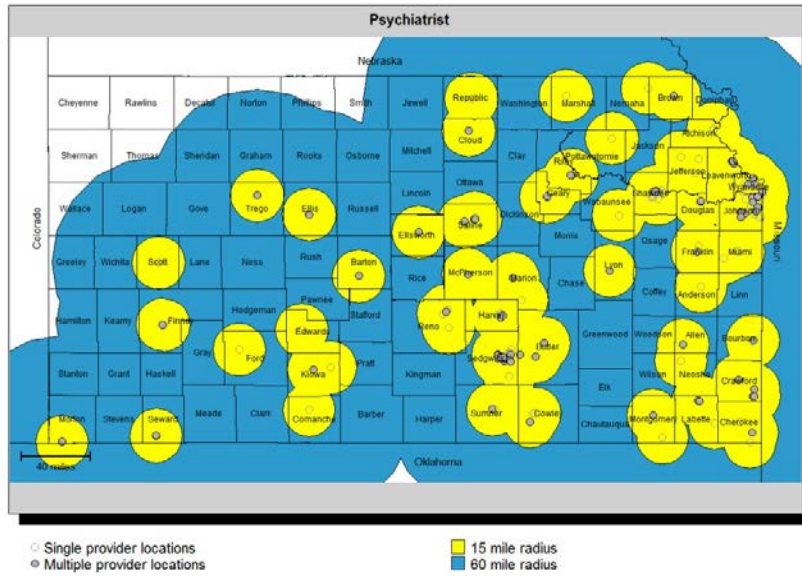 Psychiatrist
Nebraska
Cheyenne Rawlins Decatur Norton Phillips Smith Jewell Republic Washington Marshall Nemaha Brown Doniphan
Cloud Atchison
Sherman Thomas Sheridan Graham Rooks Osborne Mitchell Clay Riley Pottawatomie Jackson Jefferson Leavenworth
Lincoln Ottawa Geary Wabaunsee Shawnee Wyandotte
Wallace Logan Gove Trego Ellis Russell Saline Dickinson Douglas Johnson
Ellsworth Morris Osage Franklin Miami
Greeley Wichita Scott Lane Ness Rush Barton Rice McPherson Marion Chase Lyon Coffey Anderson Linn
Pawnee
Hamilton Kearny Finney Hodgeman Edwards Stafford Reno Harvey Greenwood Woodson Allen Bourbon
Gray Ford Kiowa Pratt Sedgwick Butler
Stanton Grant Haskell Kingman Elk Wilson Neosho Crawford
Morton Stevens Seward Meade Clark Comanche Barber Harper Sumner Cowley Chautauqua Montgomery Labette Cherokee
Colorado
Missouri
40 miles
Oklahoma
Single provider locations
Multiple provider locations
15 mile radius
60 mile radius